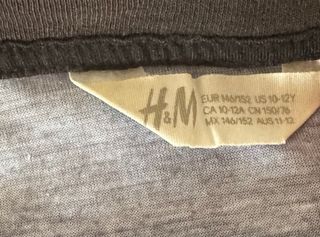 H&M
EUR 146/152 US 10-12Y
CA 10-12A CN 150/76
MX 146/152 AUS 11-12